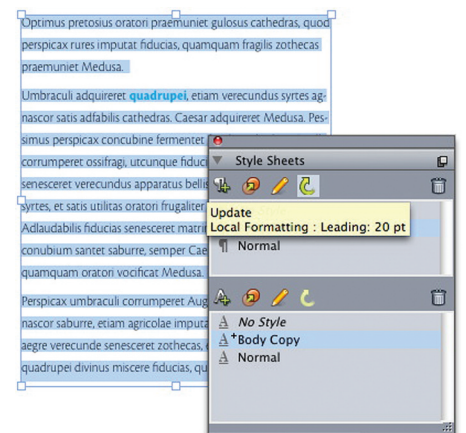 Optimus pretosius oratori praemuniet gulosus cathedras, quod
perspicax rures imputat fiducias, quamquam fragilis zothecas
praemuniet Medusa.
Umbraculi adquireret quadrupei, etiam verecundus syrtes ag-
nascor satis adfabilis cathedras. Caesar adquireret Medusa. Pes-
simus perspicax concubine fermentet
corrumperet ossifragi, utcunque fiduci
senesceret verecundus apparatus bellis
syrtes, et satis utilitas oratori frugaliter
Adlaudabilis fiducias senesceret matri
conubium santet saburre, semper Cae
quamquam oratori vocificat Medusa.
Perspicax umbraculi corrumperet Aug
nascor saburre, etiam agricolae imputa
aegre verecunde senesceret zothecas,
quadrupei divinus miscere fiducias, qu
Style Sheets
Update
Local Formatting : Leading: 20 pt
¶ Normal
A No Style
A +Body Copy
A Normal